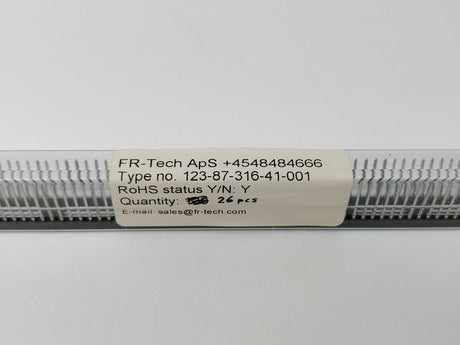 FR-Tech ApS +4548484666
Type no. 123-87-316-41-001
RoHS status Y/N: Y
Quantity: 26 pcs
E-mail: sales@fr-tech.com